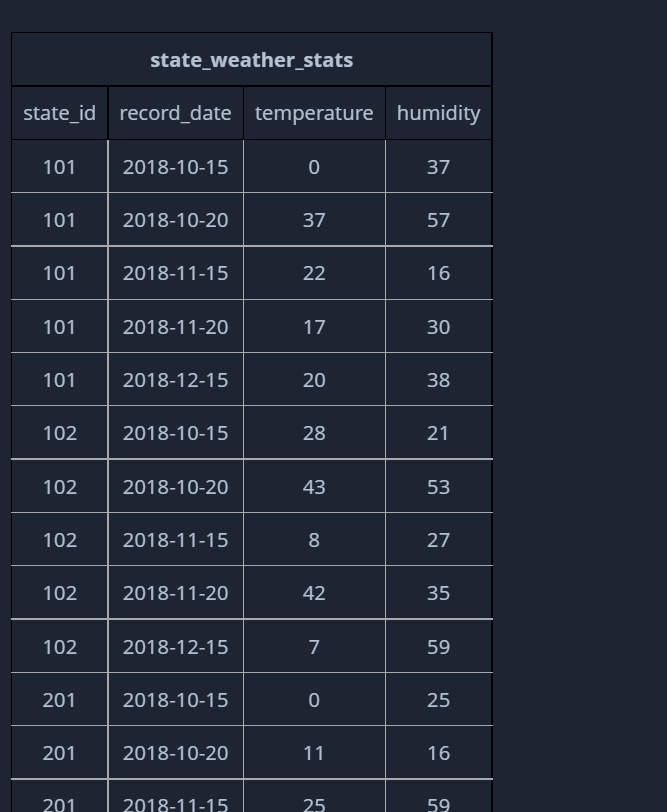 state_weather_stats
state_id record_date temperature humidity
101 2018-10-15 0 37
101 2018-10-20 37 57
101 2018-11-15 22 16
101 2018-11-20 17 30
101 2018-12-15 20 38
102 2018-10-15 28 21
102 2018-10-20 43 53
102 2018-11-15 8 27
102 2018-11-20 42 35
102 2018-12-15 7 59
201 2018-10-15 0 25
201 2018-10-20 11 16
201 2018-11-15 25 59